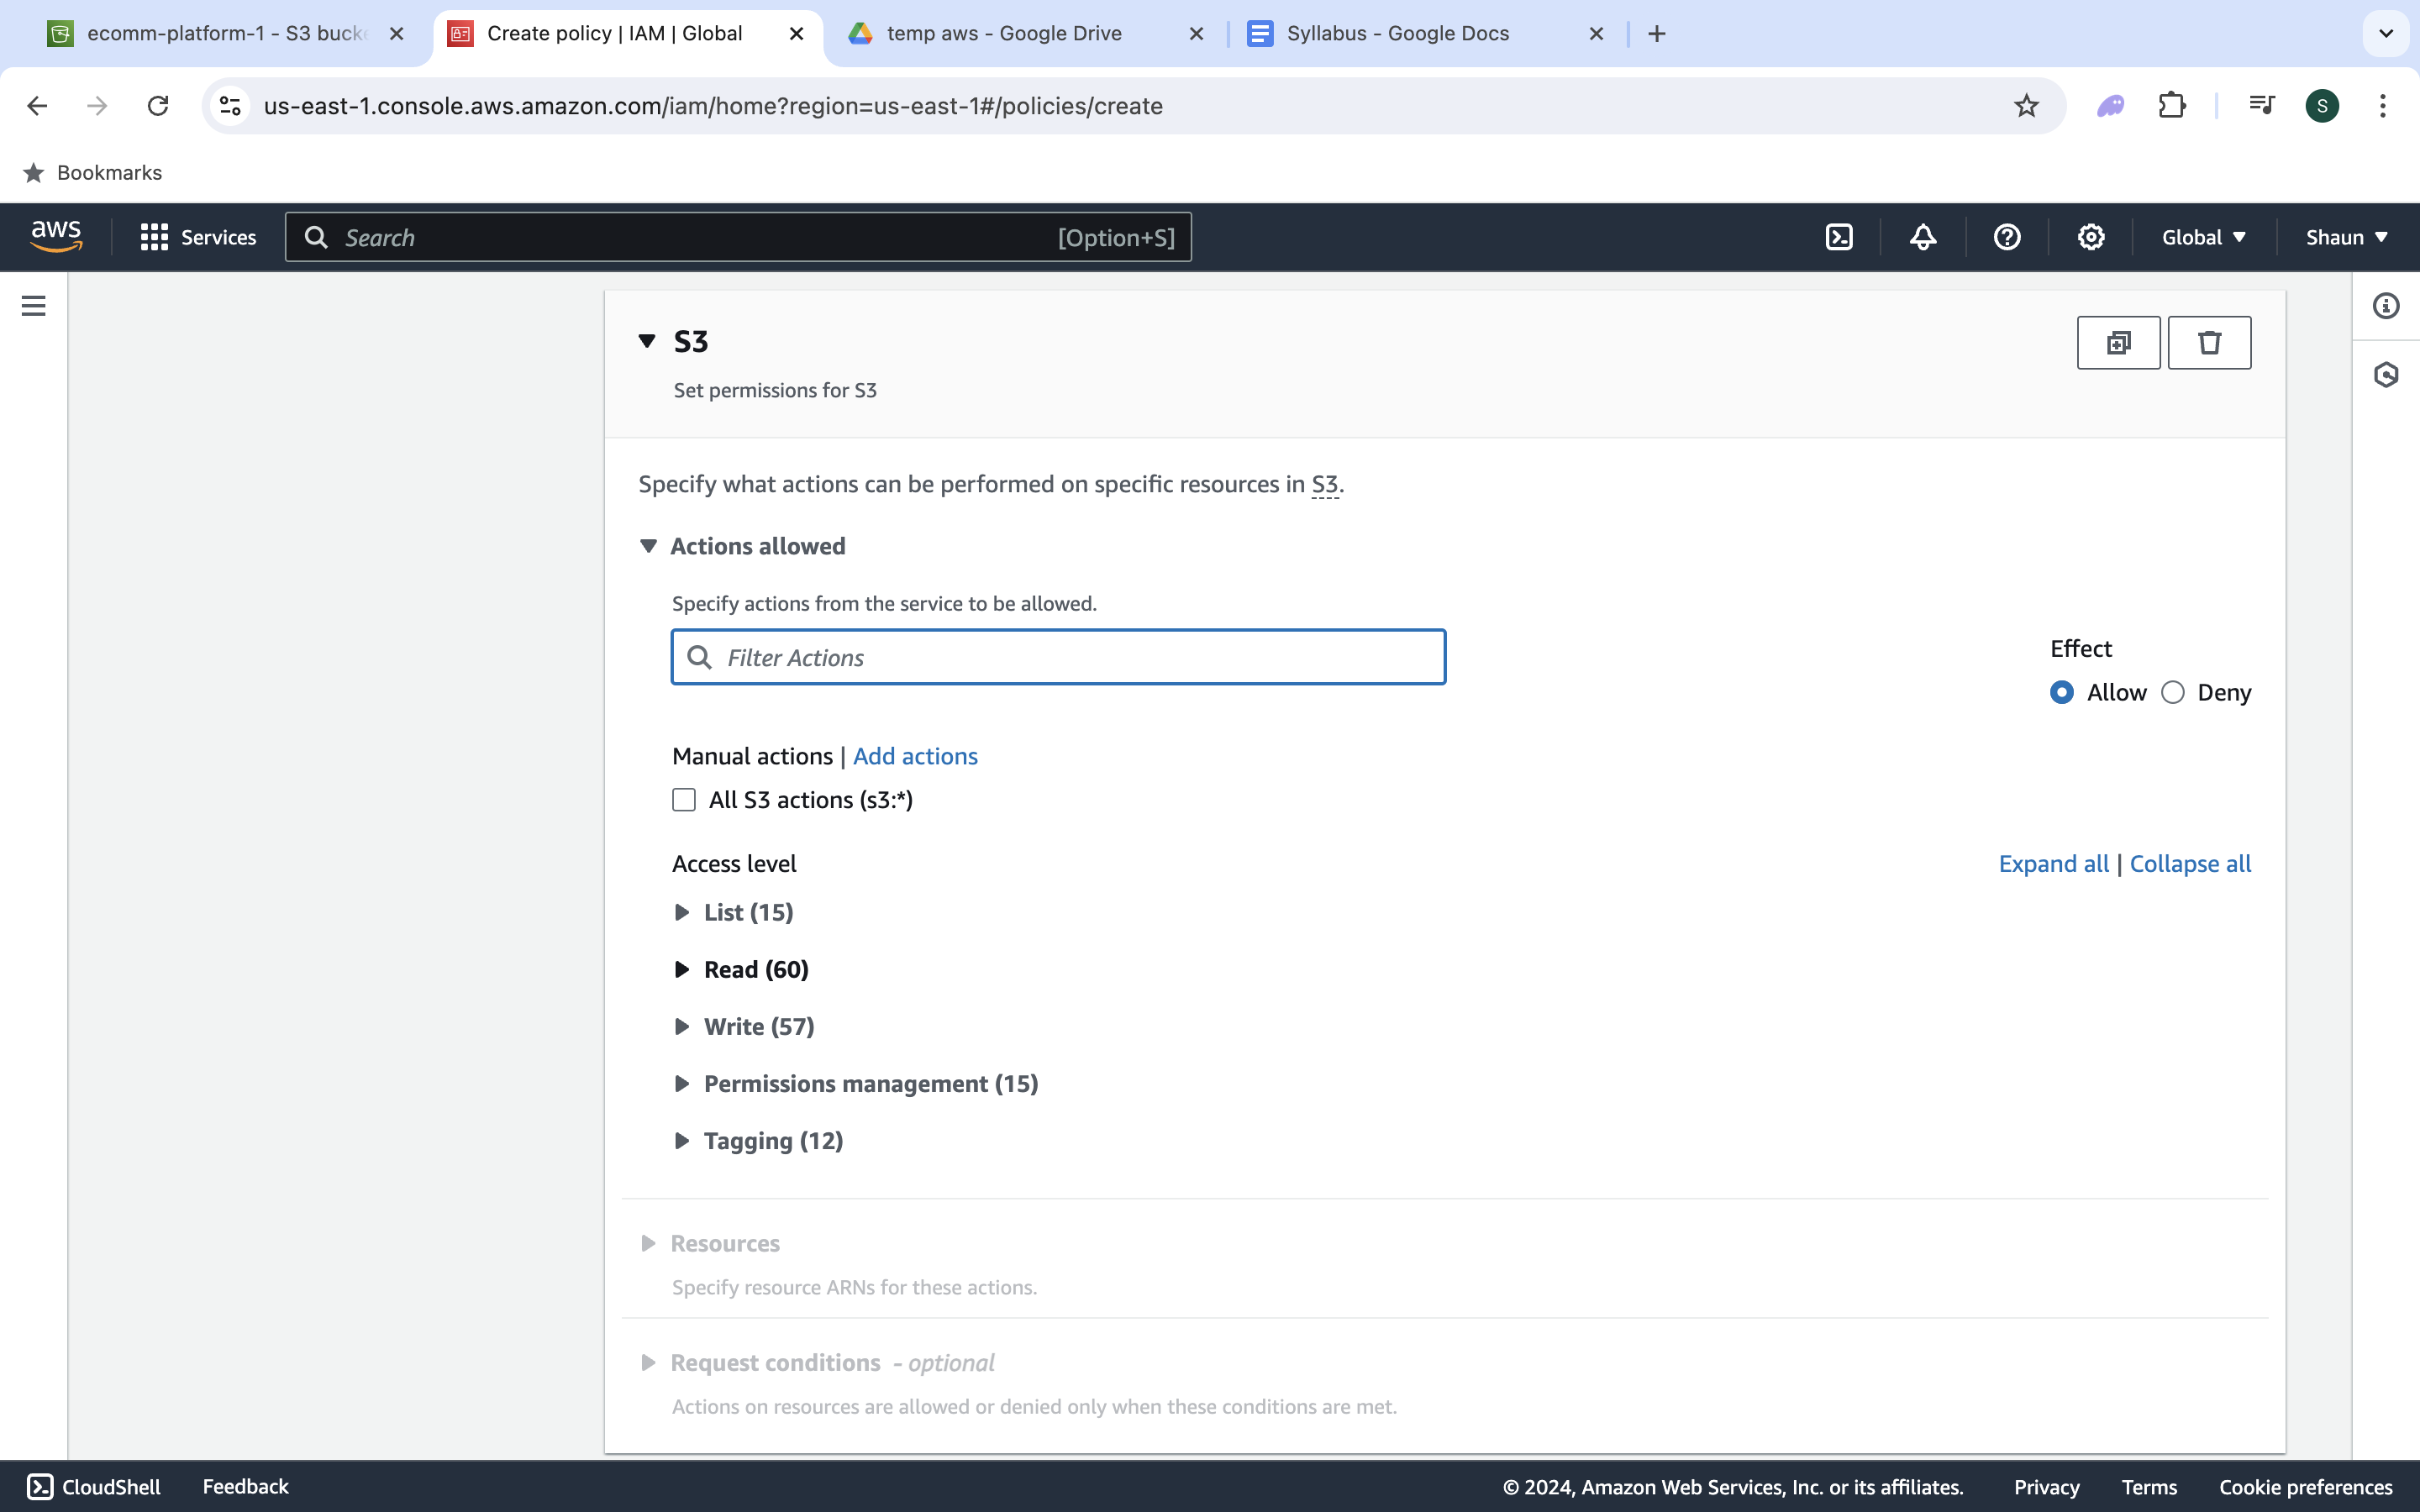 ecomm-platform-1 - S3 buck
Create policy | IAM | Global
temp aws - Google Drive
Syllabus - Google Docs
us-east-1.console.aws.amazon.com/iam/home?region=us-east-1#/policies/create
S
Bookmarks
aws
Services
Search
[Option+S]
Global
Shaun
S3
Set permissions for S3
Specify what actions can be performed on specific resources in S3.
Actions allowed
Specify actions from the service to be allowed.
Filter Actions
Effect
Allow
Deny
Manual actions | Add actions
All S3 actions (s3:*)
Access level
Expand all | Collapse all
List (15)
Read (60)
Write (57)
Permissions management (15)
Tagging (12)
Resources
Specify resource ARNs for these actions.
Request conditions - optional
Actions on resources are allowed or denied only when these conditions are met.
CloudShell
Feedback
© 2024, Amazon Web Services, Inc. or its affiliates.
Privacy
Terms
Cookie preferences